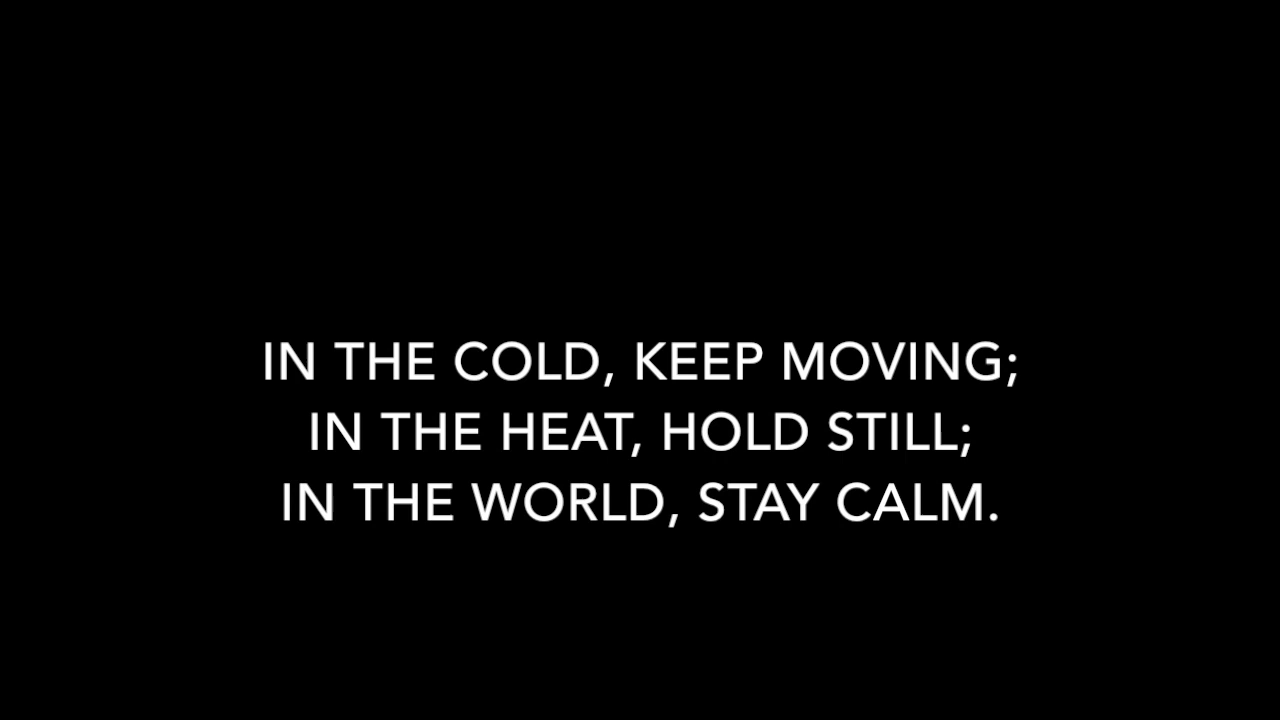 IN THE COLD, KEEP MOVING;
IN THE HEAT, HOLD STILL;
IN THE WORLD, STAY CALM.